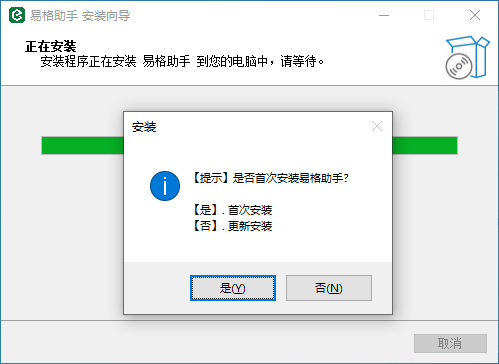 易格助手 安装向导
正在安装
安装程序正在安装 易格助手 到您的电脑中，请等待。
安装
【提示】是否首次安装易格助手？
【是】. 首次安装
【否】. 更新安装
是(Y) 否(N)
取消